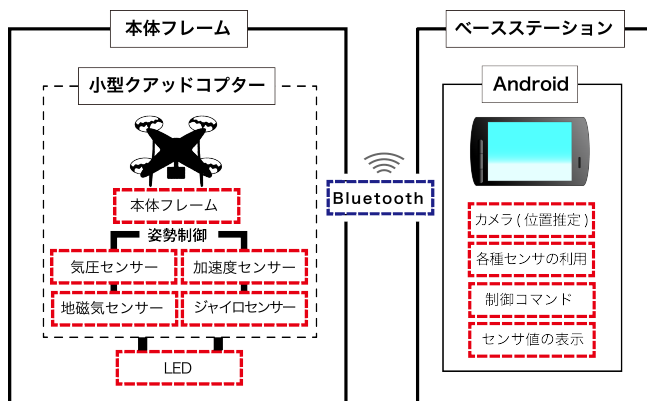 本体フレーム
小型クアッドコプター
本体フレーム
姿勢制御
気圧センサー
加速度センサー
地磁気センサー
ジャイロセンサー
LED
Bluetooth
ベースステーション
Android
カメラ(位置推定)
各種センサの利用
制御コマンド
センサ値の表示